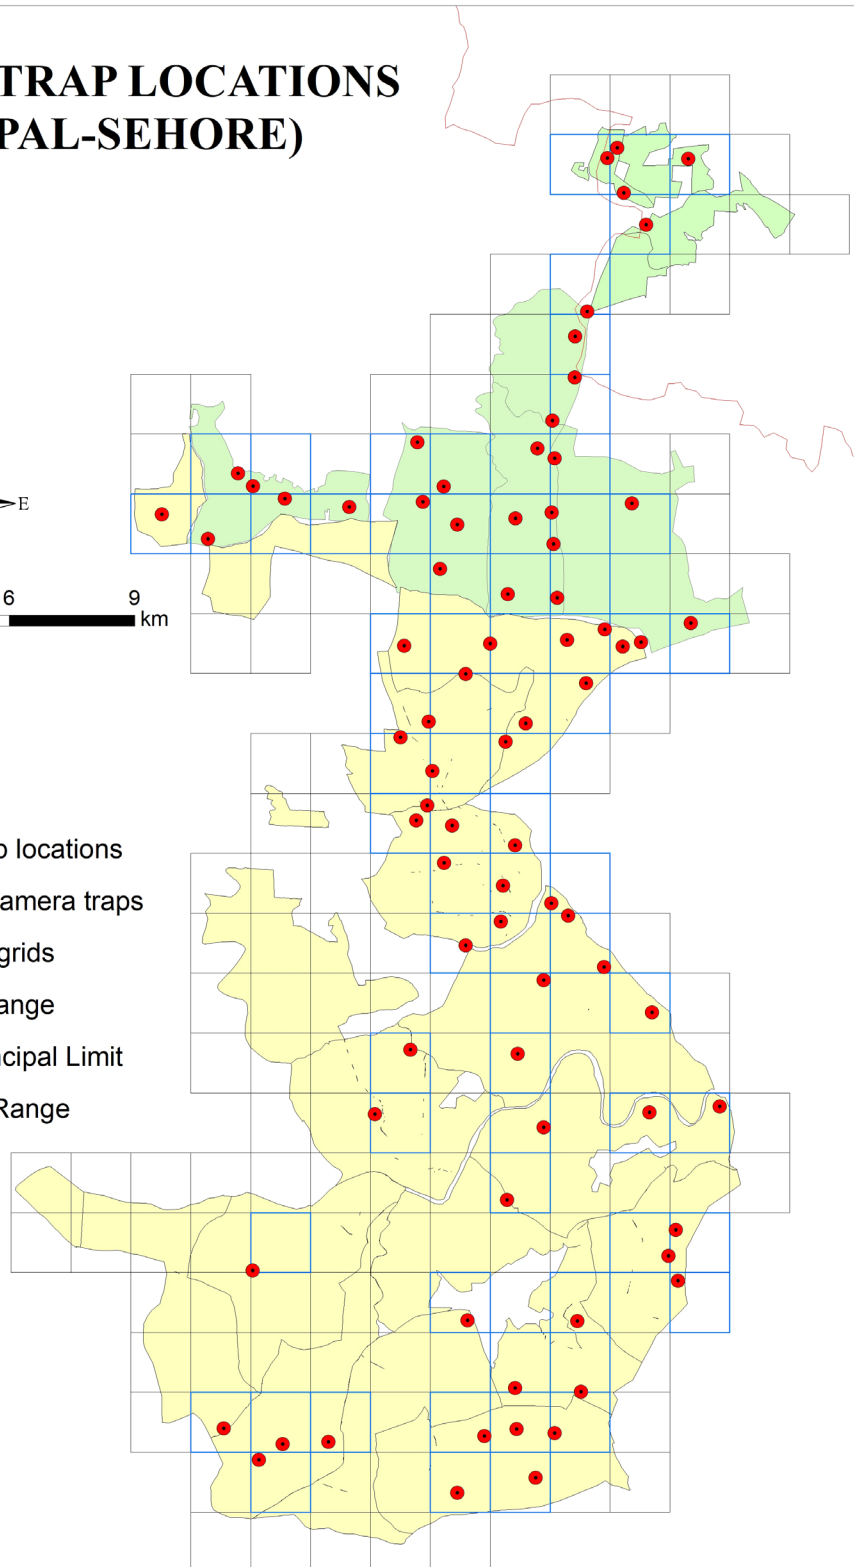 TRAP LOCATIONS
PAL-SEHORE)
E
6 9
km
locations
amera traps
grids
ange
cipal Limit
Range